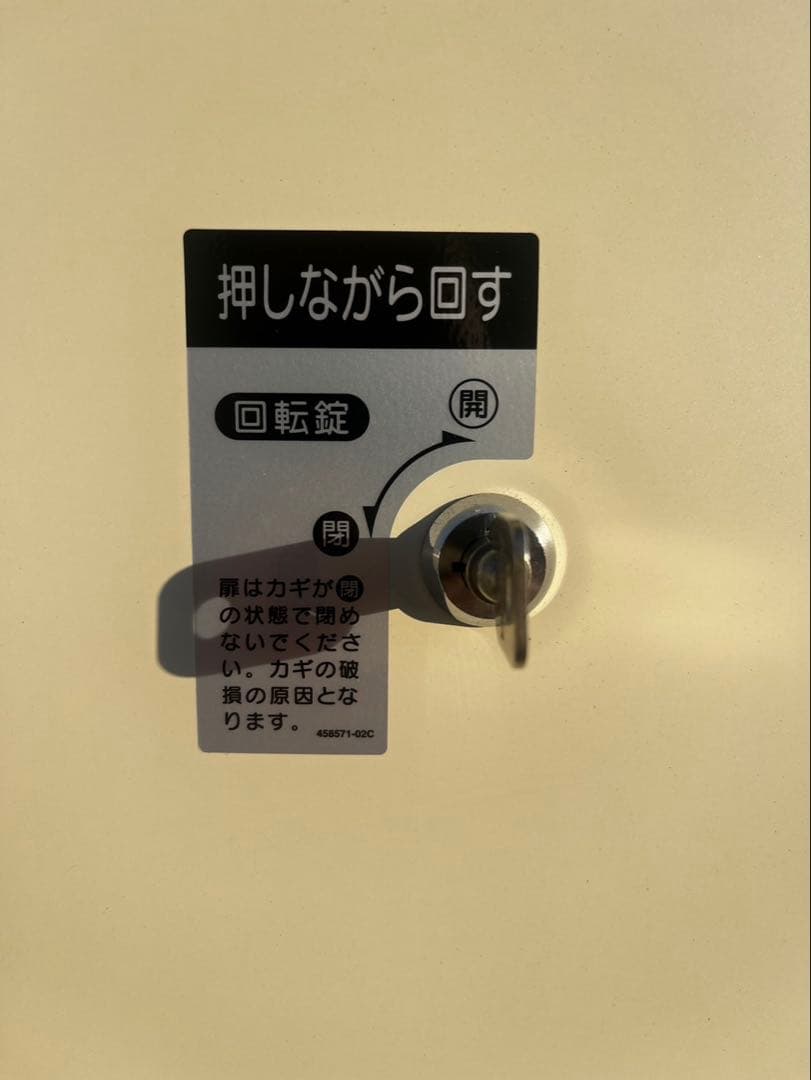 押しながら回す
回転錠
開
閉
扉はカギが閉
の状態で閉め
ないでくださ
い。カギの破
損の原因とな
ります。
458571-02C